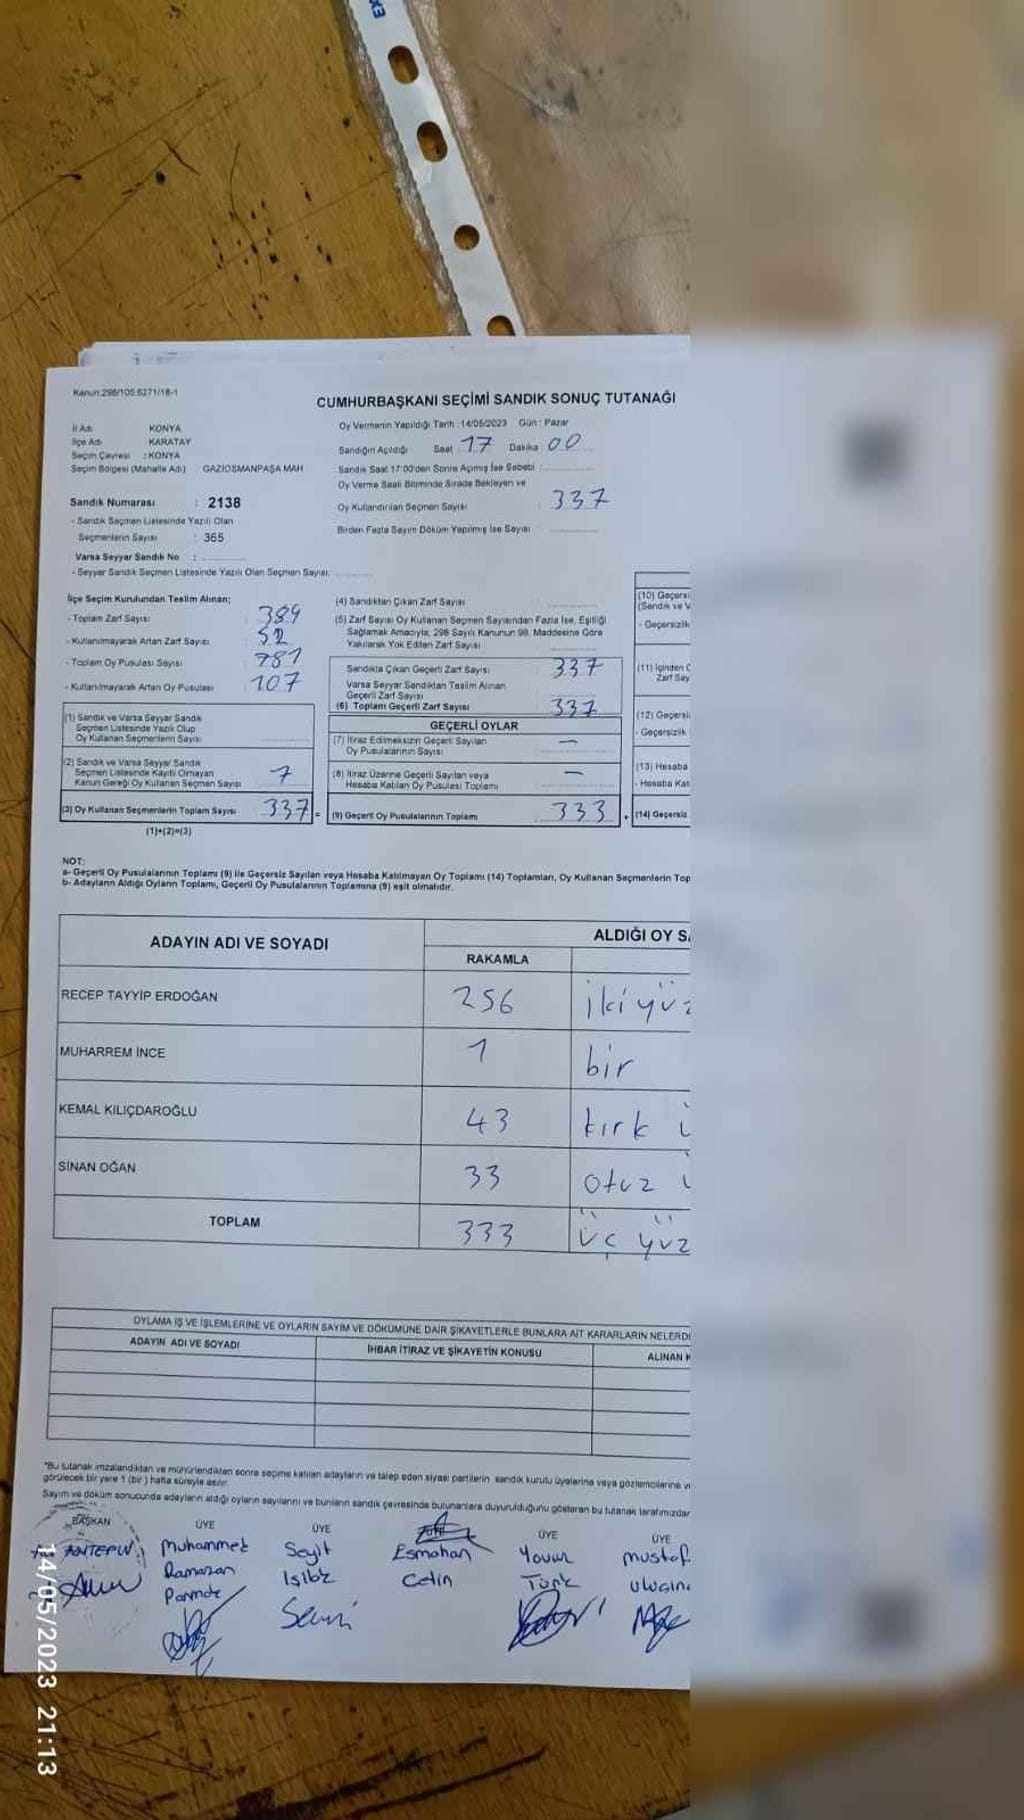 Kanun:298/105.6271/18-1
CUMHURBAŞKANI SEÇİMİ SANDIK SONUÇ TUTANAĞI
İl Adı KONYA
İlçe Adı KARATAY
Seçim Çevresi : KONYA
Seçim Bölgesi (Mahalle Adı) : GAZİOSMANPAŞA MAH
Oy Vermenin Yapıldığı Tarih : 14/05/2023 Gün : Pazar
Sandığın Açıldığı Saat 17 Dakika 00
Sandık Saat 17:00'den Sonra Açımış İse Sebebi :
Oy Verme Saati Bitiminde Sırada Bekleyen ve
Oy Kullandırılan Seçmen Sayısı : 337
Birden Fazla Sayım Döküm Yapılmış İse Sayısı
Sandık Numarası : 2138
- Sandık Seçmen Listesinde Yazılı Olan
Seçmenlerin Sayısı : 365
Varsa Seyyar Sandık No :
- Seyyar Sandık Seçmen Listesinde Yazılı Olan Seçmen Sayısı:
İlçe Seçim Kurulundan Teslim Alınan;
- Toplam Zarf Sayısı 389
- Kullanılmayarak Artan Zarf Sayısı 52
- Toplam Oy Pusulası Sayısı 781
- Kullanılmayarak Artan Oy Pusulası 107
(1) Sandık ve Varsa Seyyar Sandık
Seçmen Listesinde Yazılı Olup
Oy Kullanan Seçmenlerin Sayısı
(2) Sandık ve Varsa Seyyar Sandık
Seçmen Listesinde Kayıtlı Olmayan
Kanun Gereği Oy Kullanan Seçmen Sayısı 7
(3) Oy Kullanan Seçmenlerin Toplam Sayısı 337 =
(1)+(2)=(3)
(4) Sandıktan Çıkan Zarf Sayısı
(5) Zarf Sayısı Oy Kullanan Seçmen Sayısından Fazla İse, Eşitliği
Sağlamak Amacıyla; 298 Sayılı Kanunun 98. Maddesine Göre
Yakılarak Yok Edilen Zarf Sayısı
Sandıkta Çıkan Geçerli Zarf Sayısı 337
Varsa Seyyar Sandıktan Teslim Alınan
Geçerli Zarf Sayısı
(6) Toplam Geçerli Zarf Sayısı 337
GEÇERLİ OYLAR
(7) İtiraz Edilmeksizin Geçerli Sayılan
Oy Pusulalarının Sayısı —
(8) İtiraz Üzerine Geçerli Sayılan veya
Hesaba Katılan Oy Pusulası Toplamı —
(9) Geçerli Oy Pusulalarının Toplamı 333
(10) Geçersi
(Sandık ve V
- Geçersizlik
(11) İçinden Ç
Zarf Say
(12) Geçersi
- Geçersizlik
(13) Hesaba
- Hesaba Kat
(14) Geçersiz
NOT:
a- Geçerli Oy Pusulalarının Toplamı (9) ile Geçersiz Sayılan veya Hesaba Katılmayan Oy Toplamı (14) Toplamları, Oy Kullanan Seçmenlerin Top
b- Adayların Aldığı Oyların Toplamı, Geçerli Oy Pusulalarının Toplamına (9) eşit olmalıdır.
ADAYIN ADI VE SOYADI ALDIĞI OY SA
RAKAMLA
RECEP TAYYİP ERDOĞAN 256 iki yüz
MUHARREM İNCE 1 bir
KEMAL KILIÇDAROĞLU 43 kırk ü
SİNAN OĞAN 33 otuz ü
TOPLAM 333 üç yüz
OYLAMA İŞ VE İŞLEMLERİNE VE OYLARIN SAYIM VE DÖKÜMÜNE DAİR ŞİKAYETLERLE BUNLARA AİT KARARLARIN NELERDE
ADAYIN ADI VE SOYADI İHBAR İTİRAZ VE ŞİKAYETİN KONUSU ALINAN K
"Bu tutanak imzalandıktan ve mühürlendikten sonra seçime katılan adayların ve talep eden siyasi partilerin sandık kurulu üyelerine veya gözlemcilerine ve
görülecek bir yere 1 (bir) hafta süreyle asılır.
Sayım ve döküm sonucunda adayların aldığı oyların sayılarını ve bunların sandık çevresinde bulunanlara duyurulduğunu gösteren bu tutanak tarafımızdan
BAŞKAN ÜYE ÜYE ÜYE ÜYE
Muhammet Seyit Esmahan Yavuz Mustaf
Ramazan Işıbz Çetin Türk
14/05/2023 21:13